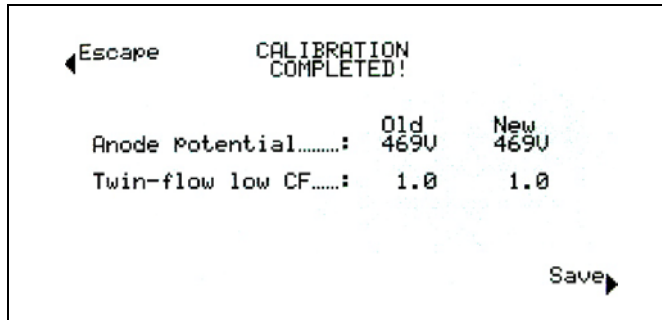 Escape
CALIBRATION
COMPLETED!
Old New
Anode Potential.........: 469V 469V
Twin-flow low CF......: 1.0 1.0
Save